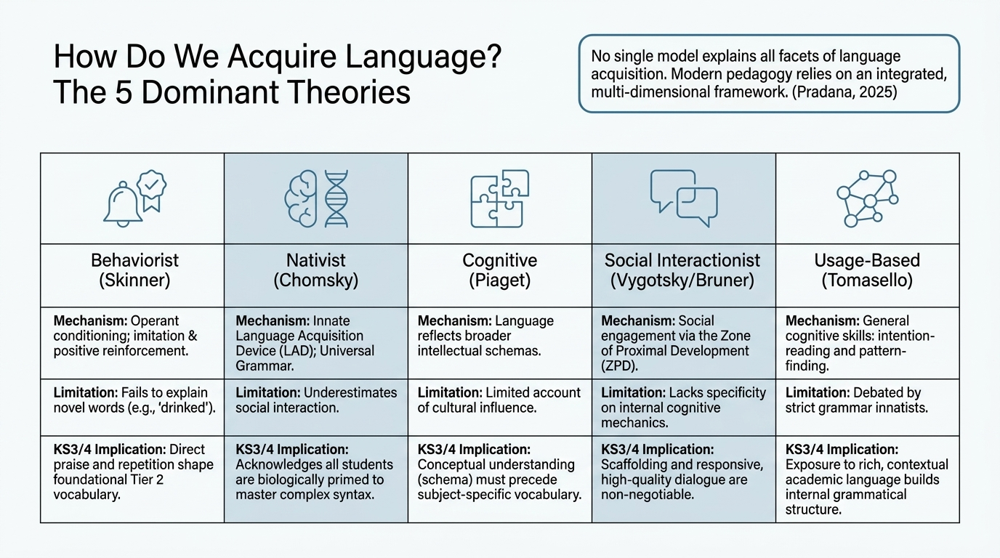 How Do We Acquire Language?
The 5 Dominant Theories
No single model explains all facets of language
acquisition. Modern pedagogy relies on an integrated,
multi-dimensional framework. (Pradana, 2025)
Behaviorist
(Skinner)
Nativist
(Chomsky)
Cognitive
(Piaget)
Social Interactionist
(Vygotsky/Bruner)
Usage-Based
(Tomasello)
Mechanism: Operant
conditioning; imitation &
positive reinforcement.
Mechanism: Innate
Language Acquisition
Device (LAD); Universal
Grammar.
Mechanism: Language
reflects broader
intellectual schemas.
Mechanism: Social
engagement via the Zone
of Proximal Development
(ZPD).
Mechanism: General
cognitive skills: intention-
reading and pattern-
finding.
Limitation: Fails to explain
novel words (e.g., 'drinked').
Limitation: Underestimates
social interaction.
Limitation: Limited account
of cultural influence.
Limitation: Lacks specificity
on internal cognitive
mechanics.
Limitation: Debated by
strict grammar innatists.
KS3/4 Implication: Direct
praise and repetition shape
foundational Tier 2
vocabulary.
KS3/4 Implication:
Acknowledges all students
are biologically primed to
master complex syntax.
KS3/4 Implication:
Conceptual understanding
(schema) must precede
subject-specific vocabulary.
KS3/4 Implication:
Scaffolding and responsive,
high-quality dialogue are
non-negotiable.
KS3/4 Implication:
Exposure to rich, contextual
academic language builds
internal grammatical
structure.